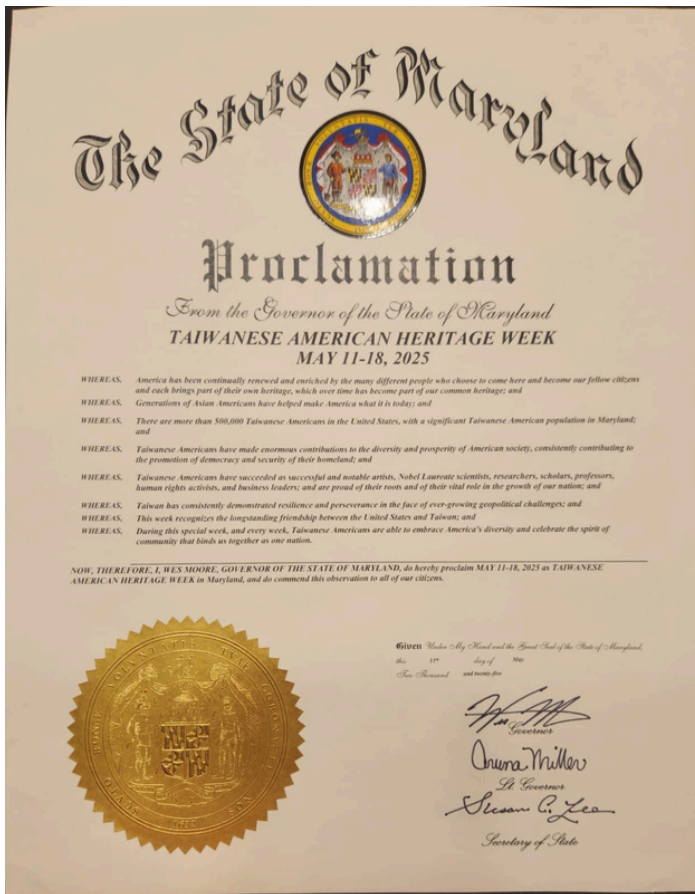 The State of Maryland
Proclamation
From the Governor of the State of Maryland
TAIWANESE AMERICAN HERITAGE WEEK
MAY 11-18, 2025
WHEREAS, America has been continually renewed and enriched by the many different people who choose to come here and become our fellow citizens
and each brings part of their own heritage, which over time has become part of our common heritage; and
WHEREAS, Generations of Asian Americans have helped make America what it is today; and
WHEREAS, There are more than 500,000 Taiwanese Americans in the United States, with a significant Taiwanese American population in Maryland;
and
WHEREAS, Taiwanese Americans have made enormous contributions to the diversity and prosperity of American society, consistently contributing to
the promotion of democracy and security of their homeland; and
WHEREAS, Taiwanese Americans have succeeded as successful and notable artists, Nobel Laureate scientists, researchers, scholars, professors,
human rights activists, and business leaders; and are proud of their roots and of their vital role in the growth of our nation; and
WHEREAS, Taiwan has consistently demonstrated resilience and perseverance in the face of ever-growing geopolitical challenges; and
WHEREAS, This week recognizes the longstanding friendship between the United States and Taiwan; and
WHEREAS, During this special week, and every week, Taiwanese Americans are able to embrace America's diversity and celebrate the spirit of
community that binds us together as one nation.
NOW, THEREFORE, I, WES MOORE, GOVERNOR OF THE STATE OF MARYLAND, do hereby proclaim MAY 11-18, 2025 as TAIWANESE
AMERICAN HERITAGE WEEK in Maryland, and do commend this observation to all of our citizens.
Given Under My Hand and the Great Seal of the State of Maryland,
this 11th day of May
Two Thousand and twenty-five
Governor
Aruna Miller
Lt. Governor
Susan C. Lee
Secretary of State